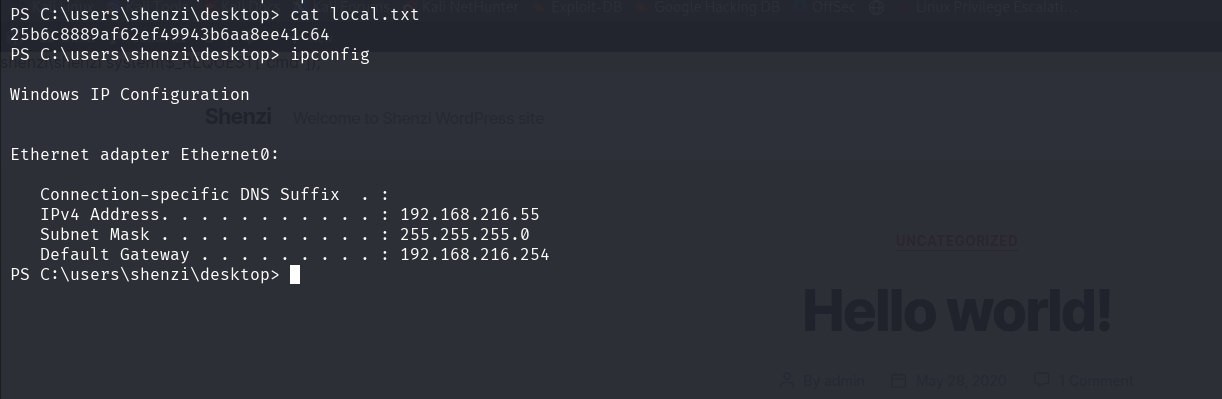 Kali NetHunter Exploit-DB Google Hacking DB OffSec Linux Privilege Escalati...
PS C:\users\shenzi\desktop> cat local.txt
25b6c8889af62ef49943b6aa8ee41c64
PS C:\users\shenzi\desktop> ipconfig
Windows IP Configuration
Shenzi Welcome to Shenzi WordPress site
Ethernet adapter Ethernet0:
Connection-specific DNS Suffix . :
IPv4 Address. . . . . . . . . . . : 192.168.216.55
Subnet Mask . . . . . . . . . . . : 255.255.255.0
UNCATEGORIZED
Default Gateway . . . . . . . . . : 192.168.216.254
PS C:\users\shenzi\desktop>
Hello world!
By admin May 28, 2020 1 Comment